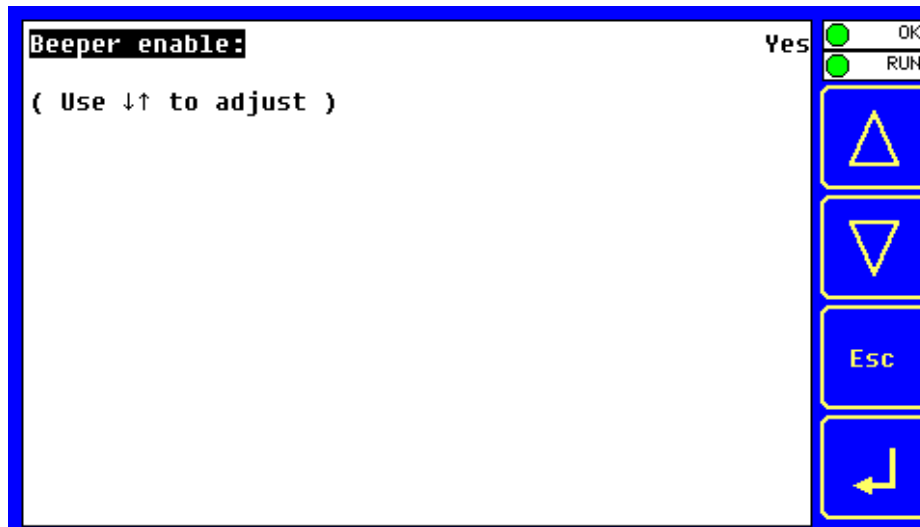 Beeper enable: Yes
( Use ↓↑ to adjust )
OK
RUN
Esc